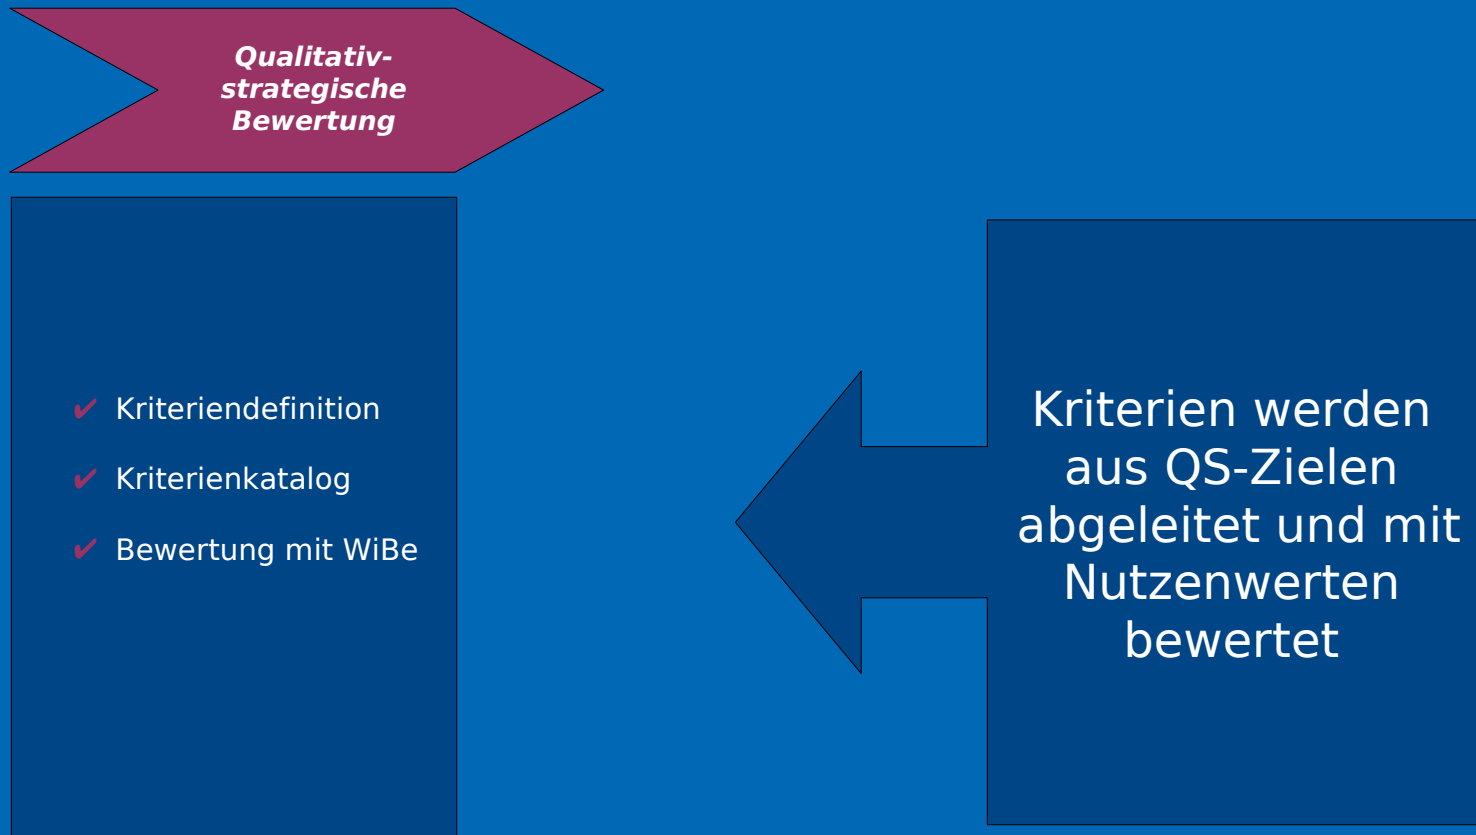 Qualitativ-
strategische
Bewertung
✔ Kriteriendefinition
✔ Kriterienkatalog
✔ Bewertung mit WiBe
Kriterien werden
aus QS-Zielen
abgeleitet und mit
Nutzenwerten
bewertet